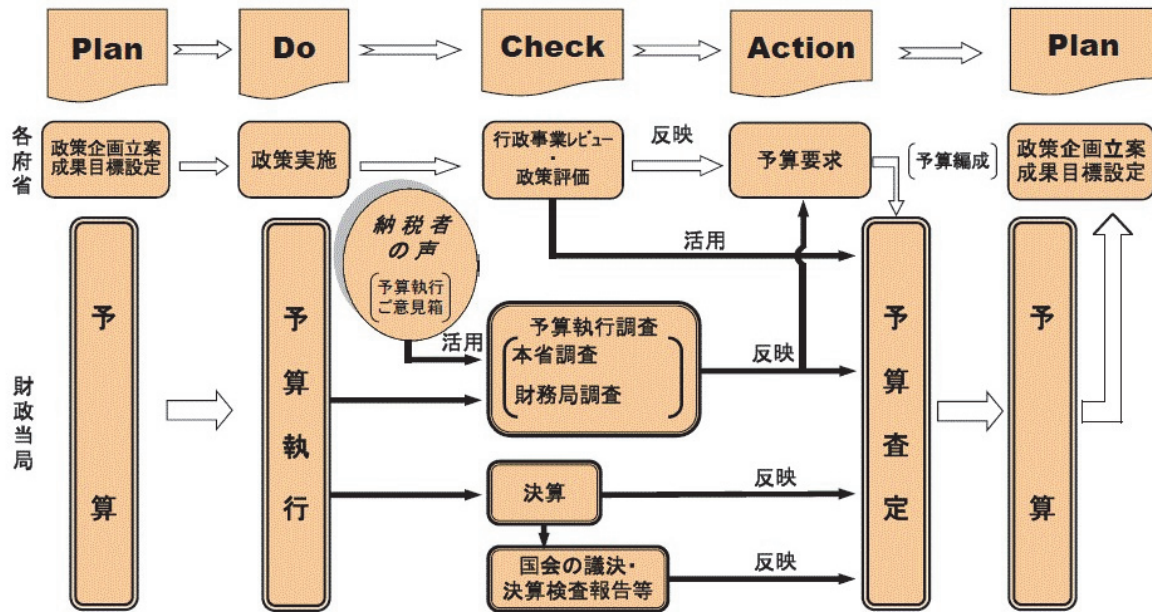 Plan
Do
Check
Action
Plan
各府省
政策企画立案
成果目標設定
政策実施
行政事業レビュー
・
政策評価
反映
予算要求
〔予算編成〕
政策企画立案
成果目標設定
納税者
の声
予算執行
ご意見箱
活用
活用
財政当局
予算
予算執行
予算執行調査
本省調査
財務局調査
反映
予算査定
予算
決算
反映
国会の議決・
決算検査報告等
反映